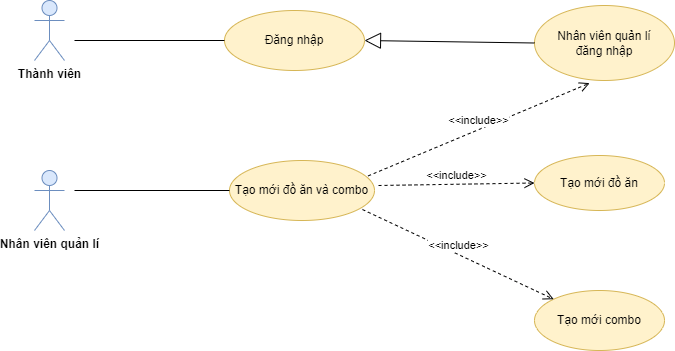 Đăng nhập
Nhân viên quản lí
đăng nhập
Thành viên
<<include>>
Tạo mới đồ ăn và combo
<<include>>
Tạo mới đồ ăn
Nhân viên quản lí
<<include>>
Tạo mới combo